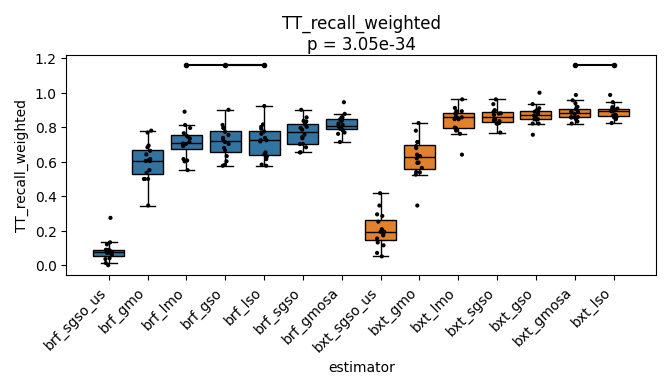 TT_recall_weighted
p = 3.05e-34
TT_recall_weighted
1.2
1.0
0.8
0.6
0.4
0.2
0.0
brf_sgso_us
brf_gmo
brf_lmo
brf_gso
brf_lso
brf_sgso
brf_gmosa
bxt_sgso_us
bxt_gmo
bxt_lmo
bxt_sgso
bxt_gso
bxt_gmosa
bxt_lso
estimator